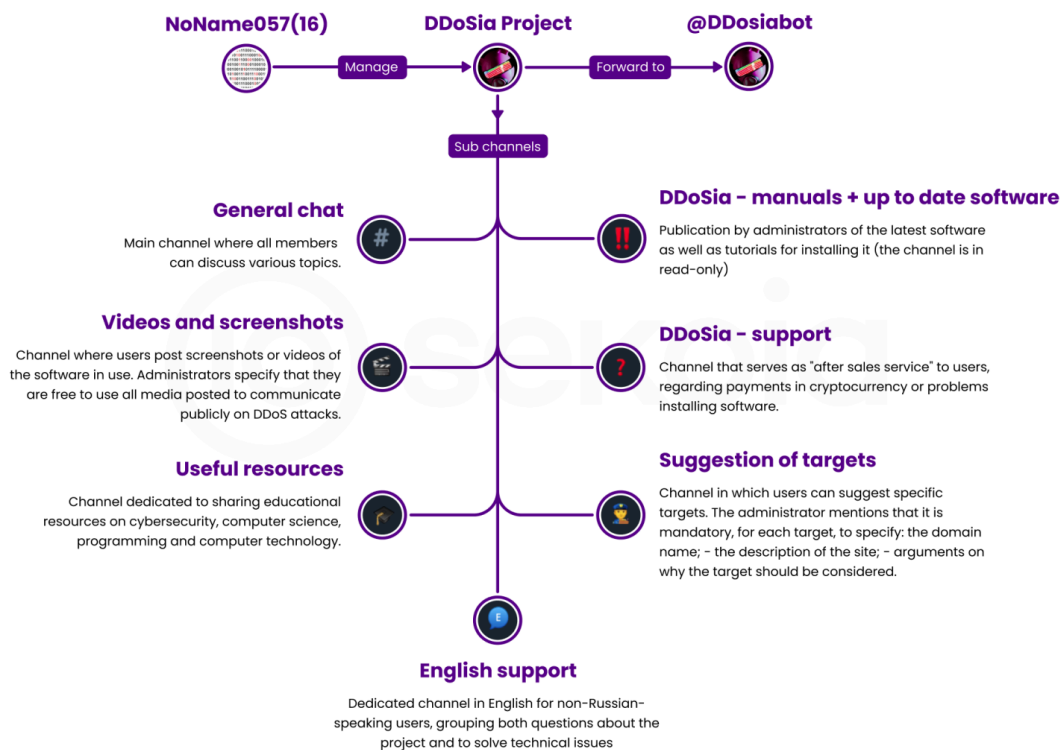 NoName057(16)
DDoSia Project
@DDosiabot
Manage
Forward to
Sub channels
General chat
Main channel where all members
can discuss various topics.
DDoSia - manuals + up to date software
Publication by administrators of the latest software
as well as tutorials for installing it (the channel is in
read-only)
Videos and screenshots
Channel where users post screenshots or videos of
the software in use. Administrators specify that they
are free to use all media posted to communicate
publicly on DDoS attacks.
DDoSia - support
Channel that serves as "after sales service" to users,
regarding payments in cryptocurrency or problems
installing software.
Useful resources
Channel dedicated to sharing educational
resources on cybersecurity, computer science,
programming and computer technology.
Suggestion of targets
Channel in which users can suggest specific
targets. The administrator mentions that it is
mandatory, for each target, to specify: the domain
name; - the description of the site; - arguments on
why the target should be considered.
E
English support
Dedicated channel in English for non-Russian-
speaking users, grouping both questions about the
project and to solve technical issues